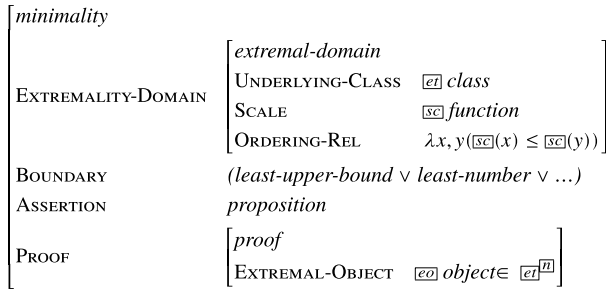 minimality
extremal-domain
UNDERLYING-CLASS et class
EXTREMALITY-DOMAIN SCALE sc function
ORDERING-REL λx, y(sc(x) ≤ sc(y))
BOUNDARY (least-upper-bound ∨ least-number ∨ ...)
ASSERTION proposition
proof
PROOF EXTREMAL-OBJECT eo object∈ et n